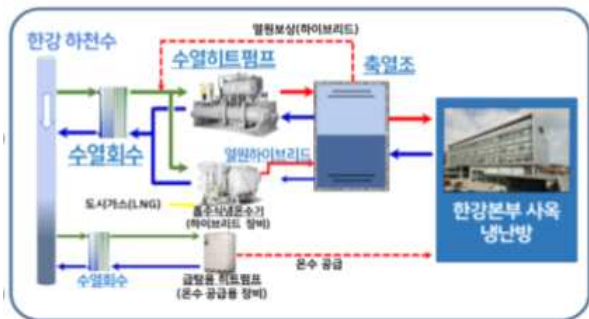 열원보상(하이브리드)
한강 하천수
수열히트펌프
축열조
수열회수
열원하이브리드
도시가스(LNG)
흡수식냉온수기
(하이브리드 장비)
한강본부 사옥
냉난방
온수 공급
수열회수
급탕용 히트펌프
(온수 공급용 장비)